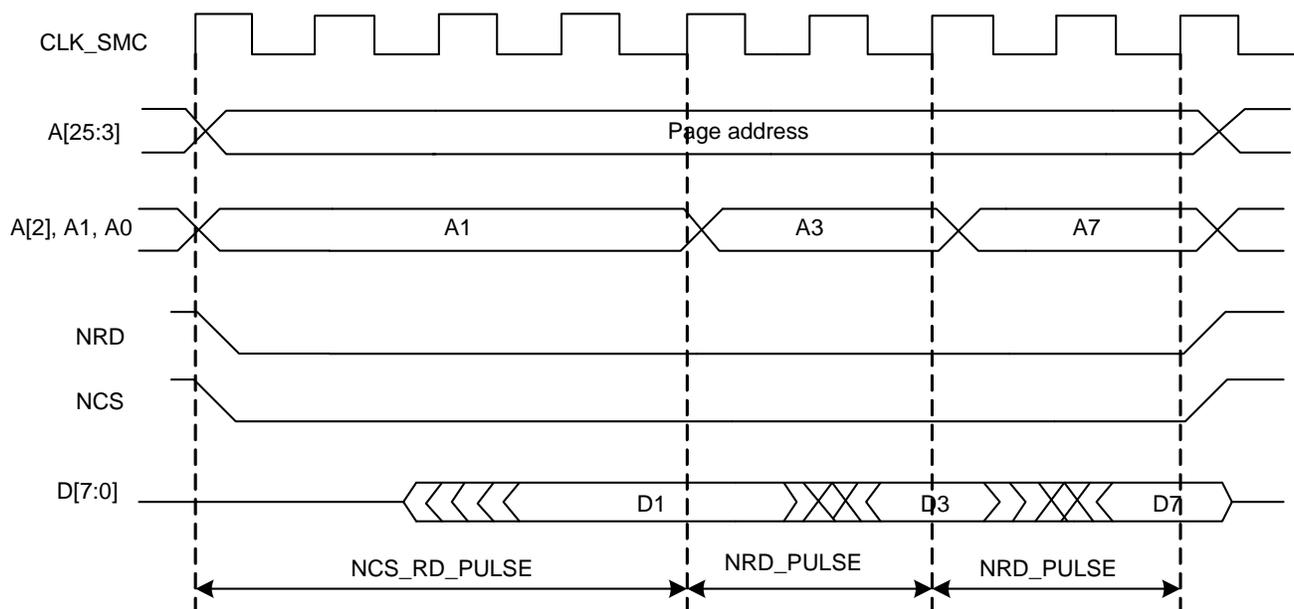 CLK_SMC
A[25:3]
Page address
A[2], A1, A0
A1
A3
A7
NRD
NCS
D[7:0]
D1
D3
D7
NCS_RD_PULSE
NRD_PULSE
NRD_PULSE